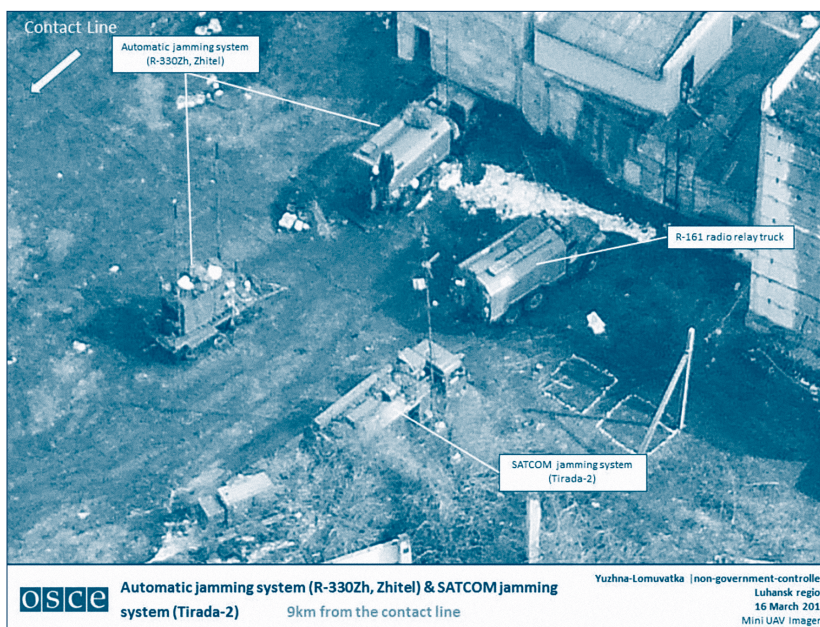 Contact Line
Automatic jamming system
(R-330Zh, Zhitel)
R-161 radio relay truck
SATCOM jamming system
(Tirada-2)
osce
Automatic jamming system (R-330Zh, Zhitel) & SATCOM jamming
system (Tirada-2) 9km from the contact line
Yuzhna-Lomuvatka |non-government-controlle
Luhansk regio
16 March 201
Mini UAV Imager